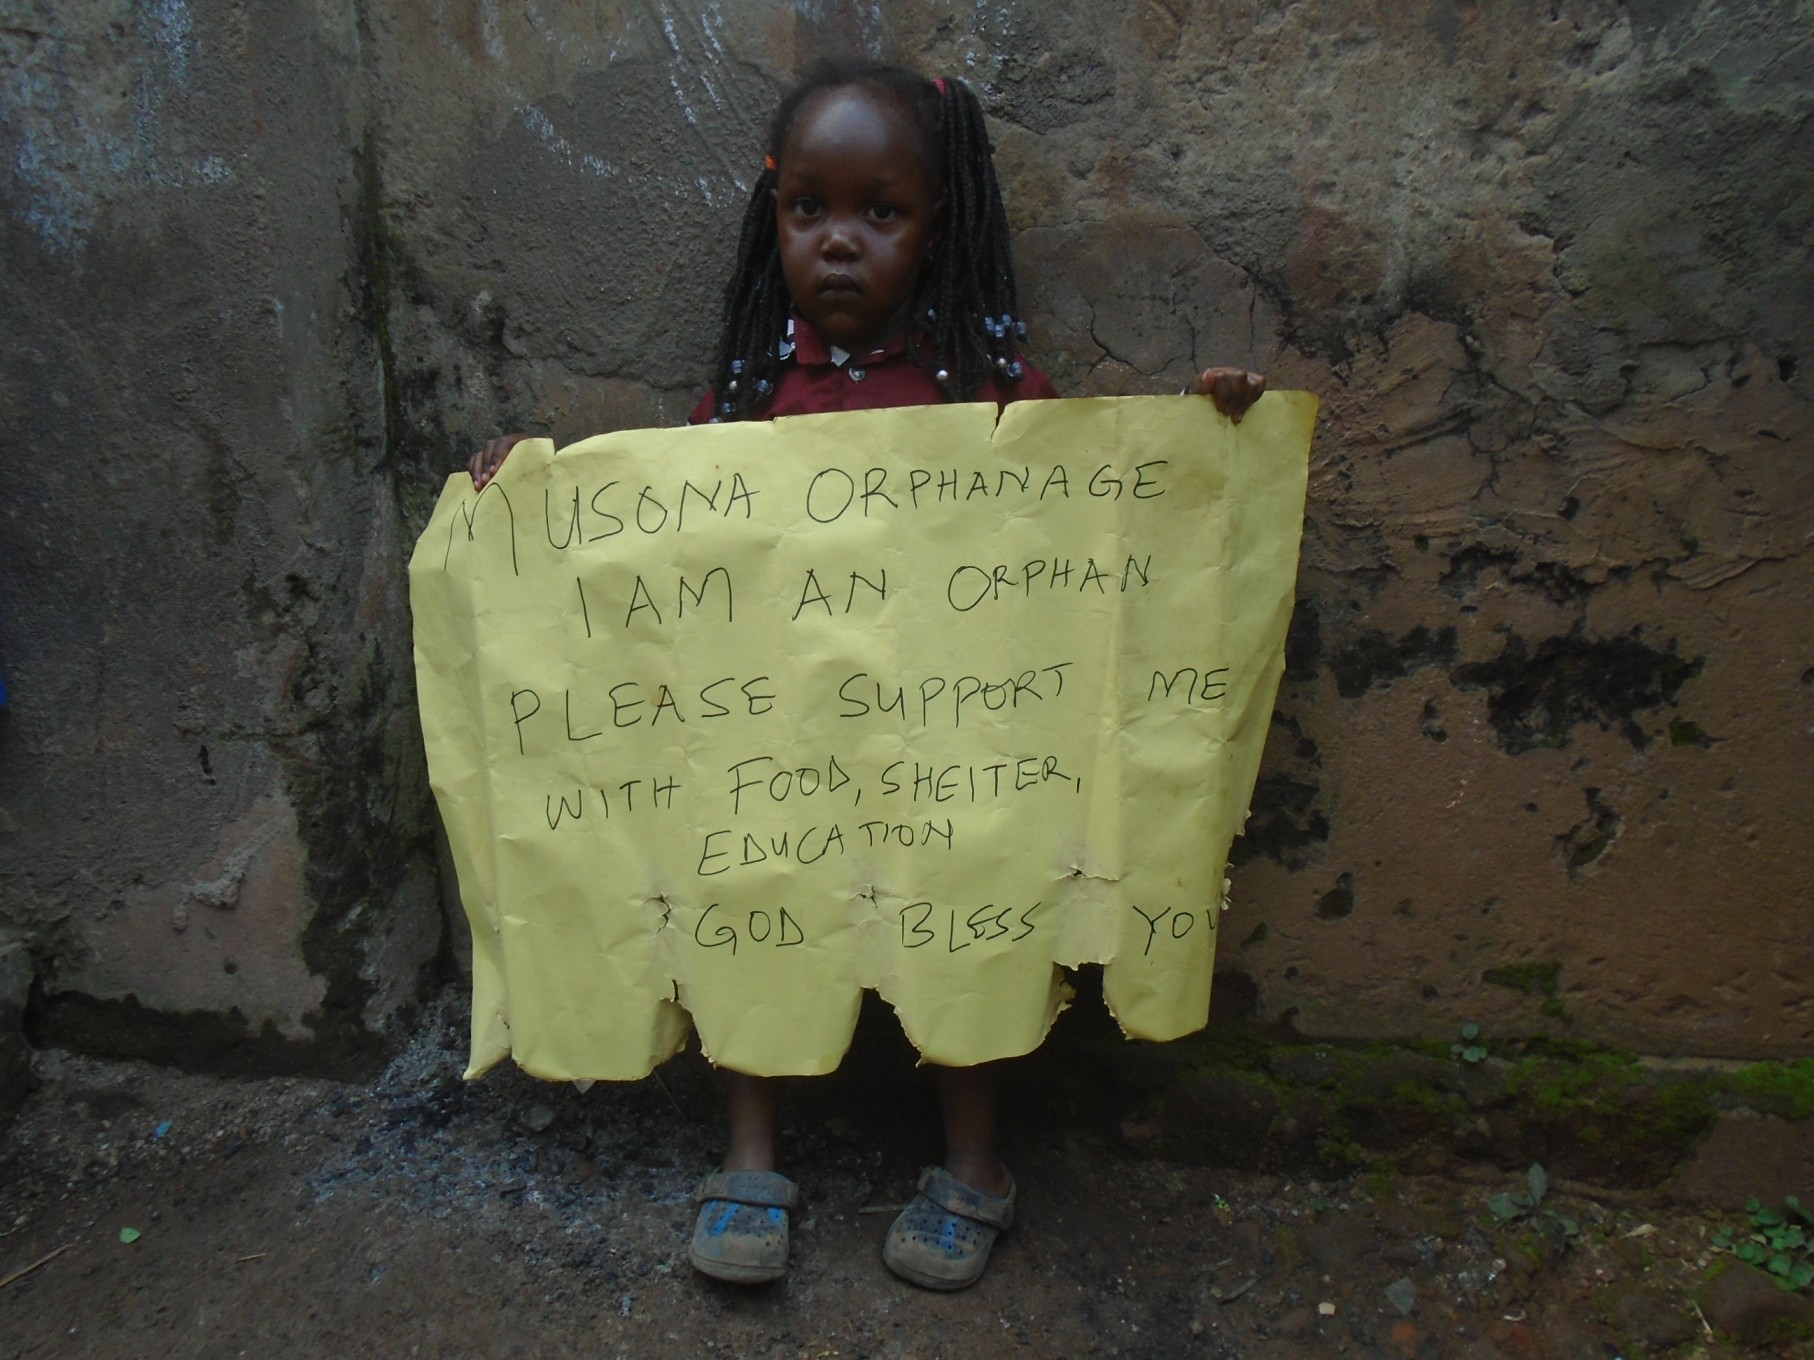 MUSONA ORPHANAGE
I AM AN ORPHAN
PLEASE SUPPORT ME
WITH FOOD, SHEITER,
EDUCATION
GOD BLESS YOU